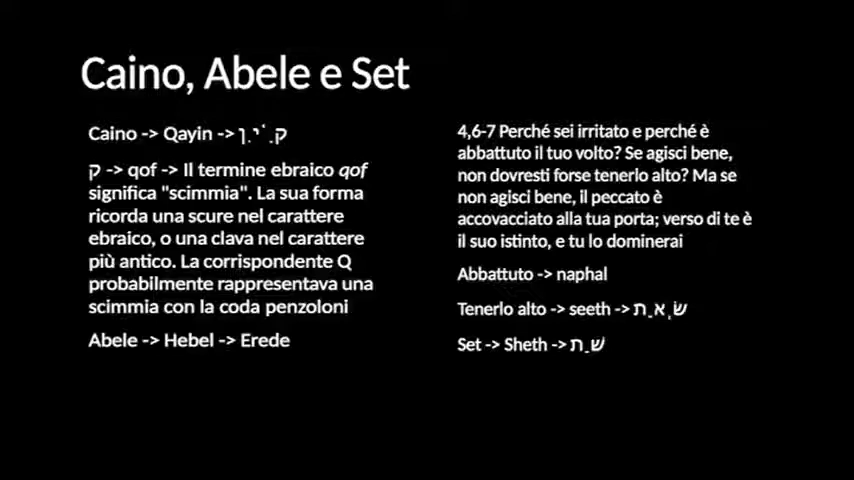 Caino, Abele e Set
Caino -> Qayin -> ק. ֹי.ן
ק -> qof -> Il termine ebraico qof
significa "scimmia". La sua forma
ricorda una scure nel carattere
ebraico, o una clava nel carattere
più antico. La corrispondente Q
probabilmente rappresentava una
scimmia con la coda penzoloni
Abele -> Hebel -> Erede
4,6-7 Perché sei irritato e perché è
abbattuto il tuo volto? Se agisci bene,
non dovresti forse tenerlo alto? Ma se
non agisci bene, il peccato è
accovacciato alla tua porta; verso di te è
il suo istinto, e tu lo dominerai
Abbattuto -> naphal
Tenerlo alto -> seeth -> שׂ ְא ַת
Set -> Sheth -> שׁ ַת